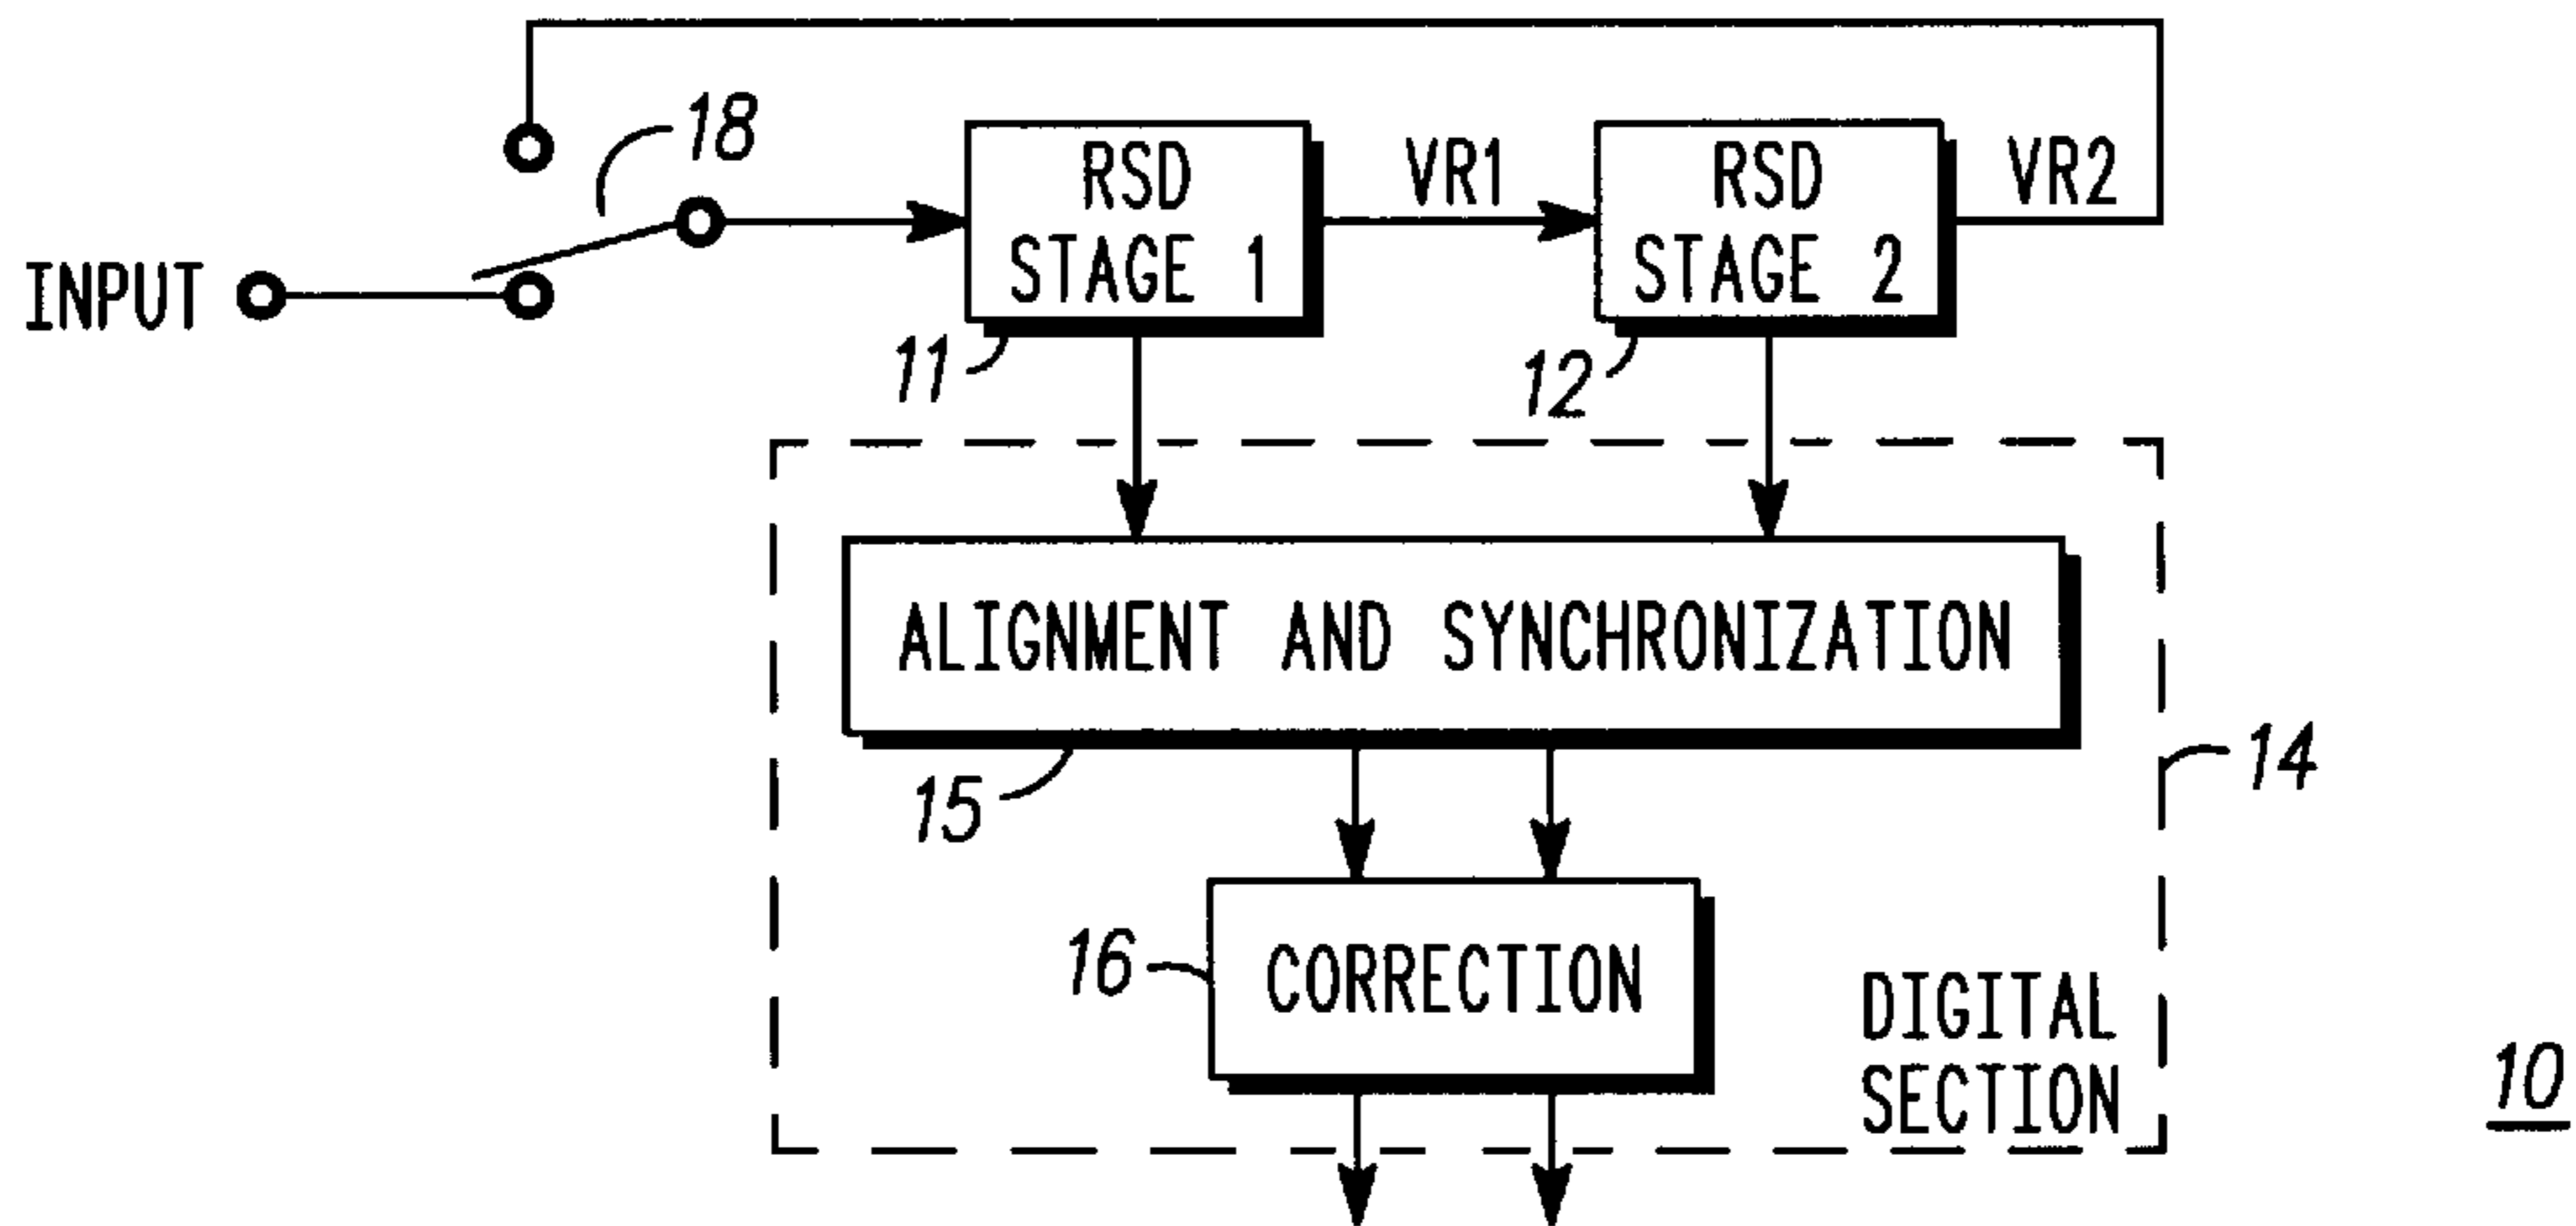 18
INPUT
RSD
STAGE 1
VR1
RSD
STAGE 2
VR2
11
12
ALIGNMENT AND SYNCHRONIZATION
15
14
16
CORRECTION
DIGITAL
SECTION
10